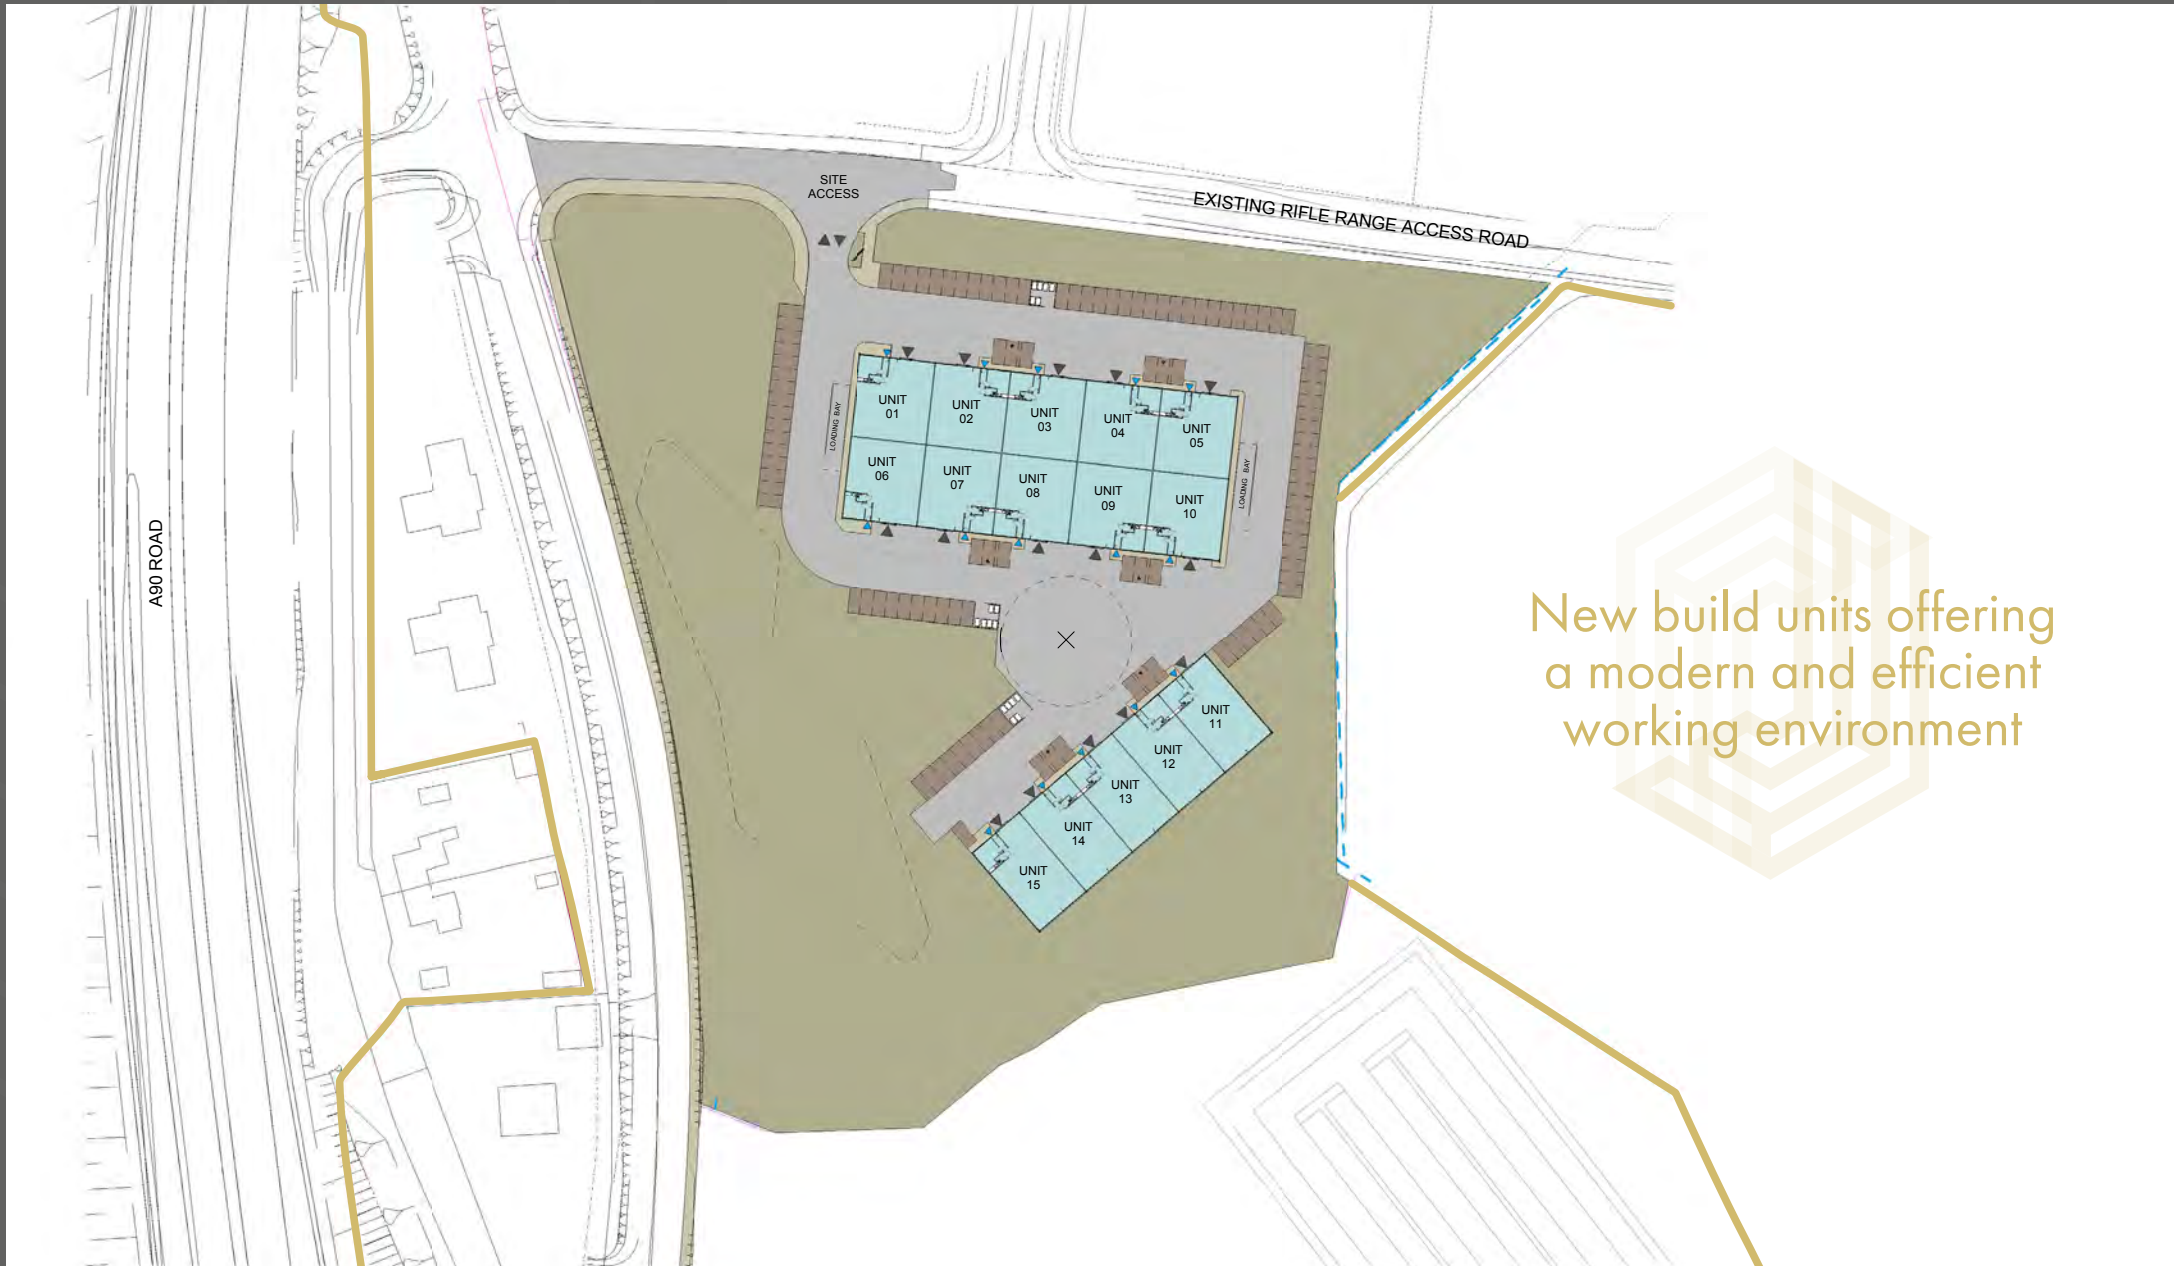 SITE
ACCESS
EXISTING RIFLE RANGE ACCESS ROAD
A90 ROAD
LOADING BAY
UNIT
01
UNIT
02
UNIT
03
UNIT
04
UNIT
05
UNIT
06
UNIT
07
UNIT
08
UNIT
09
UNIT
10
LOADING BAY
UNIT
11
UNIT
12
UNIT
13
UNIT
14
UNIT
15
New build units offering
a modern and efficient
working environment